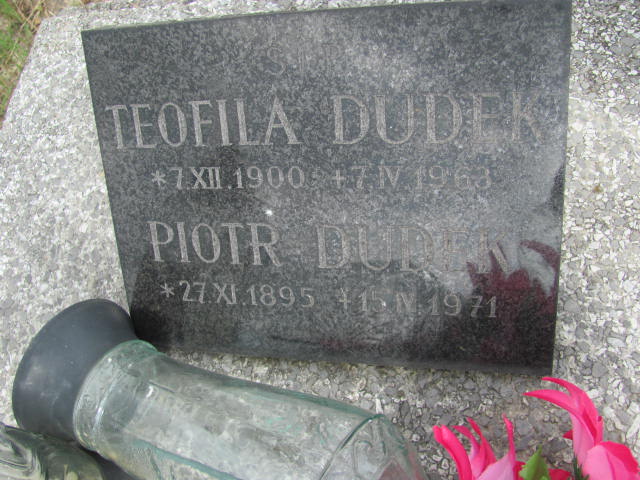 TEOFILA DUDEK
*7.XII.1900 +7.IV.1963
PIOTR DUDEK
*27.XI.1895 +15.IV.1971